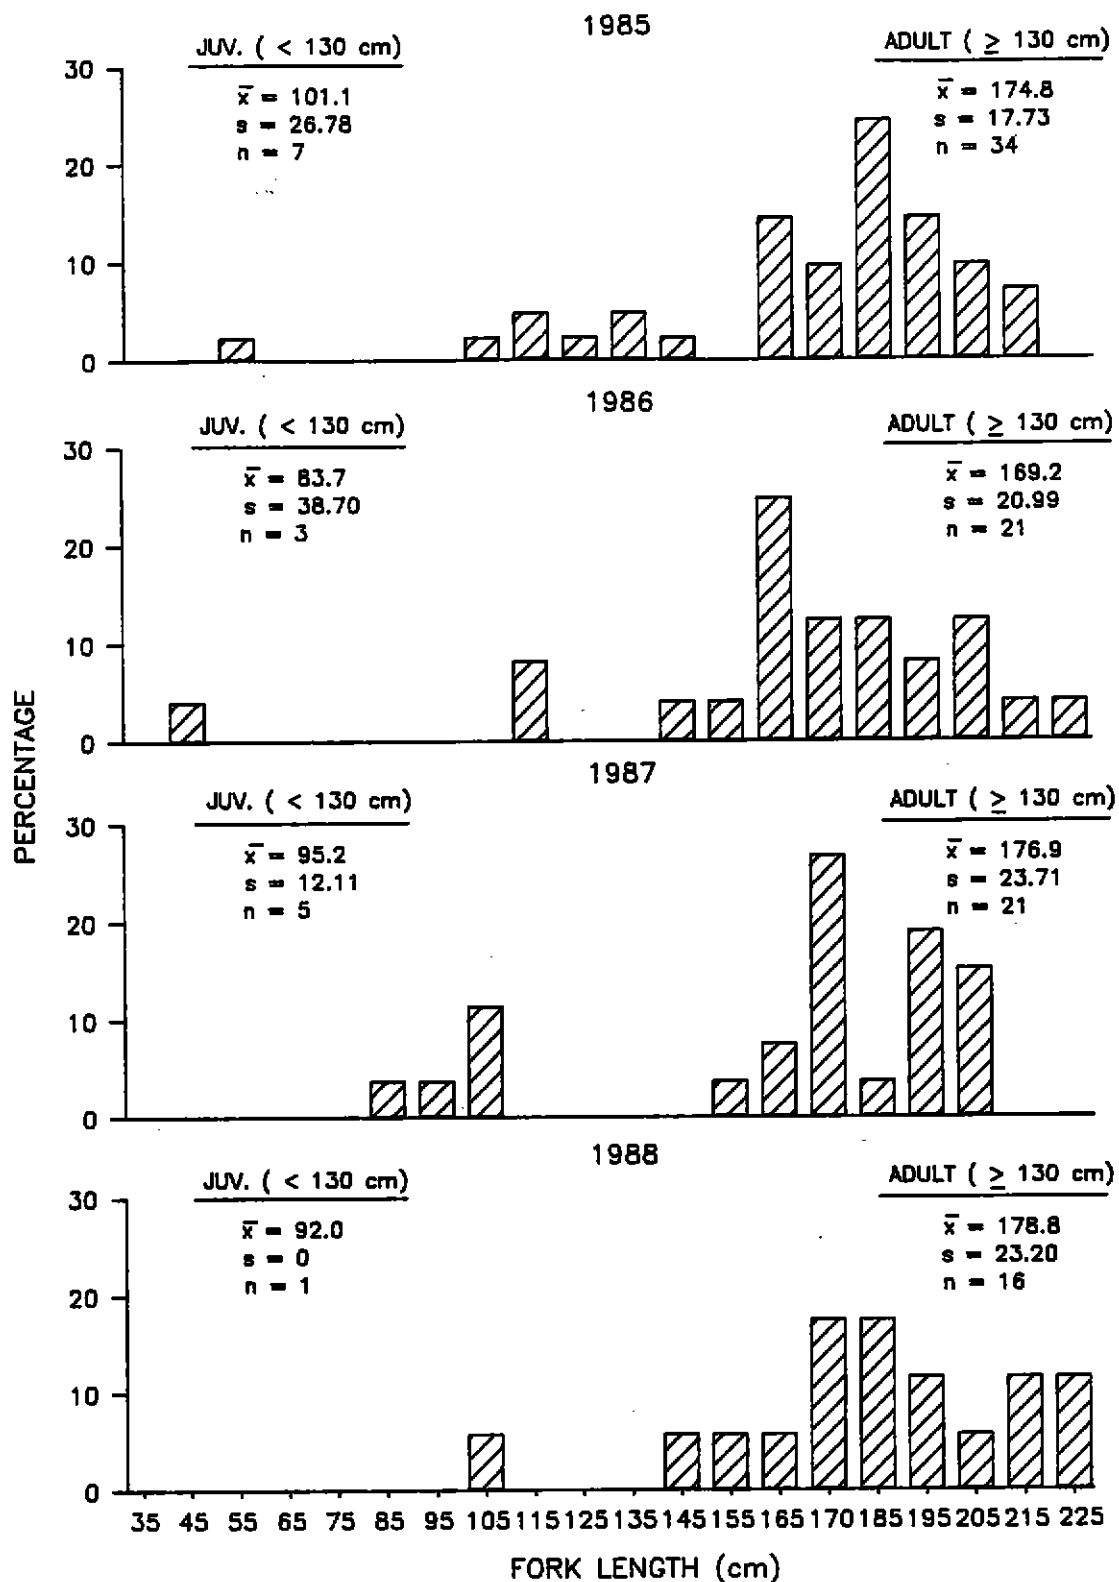 1985
JUV. ( < 130 cm)
x̄ = 101.1
s = 26.78
n = 7
ADULT ( ≥ 130 cm)
x̄ = 174.8
s = 17.73
n = 34
30
20
10
0
1986
JUV. ( < 130 cm)
x̄ = 83.7
s = 38.70
n = 3
ADULT ( ≥ 130 cm)
x̄ = 169.2
s = 20.99
n = 21
30
20
10
0
PERCENTAGE
1987
JUV. ( < 130 cm)
x̄ = 95.2
s = 12.11
n = 5
ADULT ( ≥ 130 cm)
x̄ = 176.9
s = 23.71
n = 21
30
20
10
0
1988
JUV. ( < 130 cm)
x̄ = 92.0
s = 0
n = 1
ADULT ( ≥ 130 cm)
x̄ = 178.8
s = 23.20
n = 16
30
20
10
0
35 45 55 65 75 85 95 105 115 125 135 145 155 165 170 185 195 205 215 225
FORK LENGTH (cm)